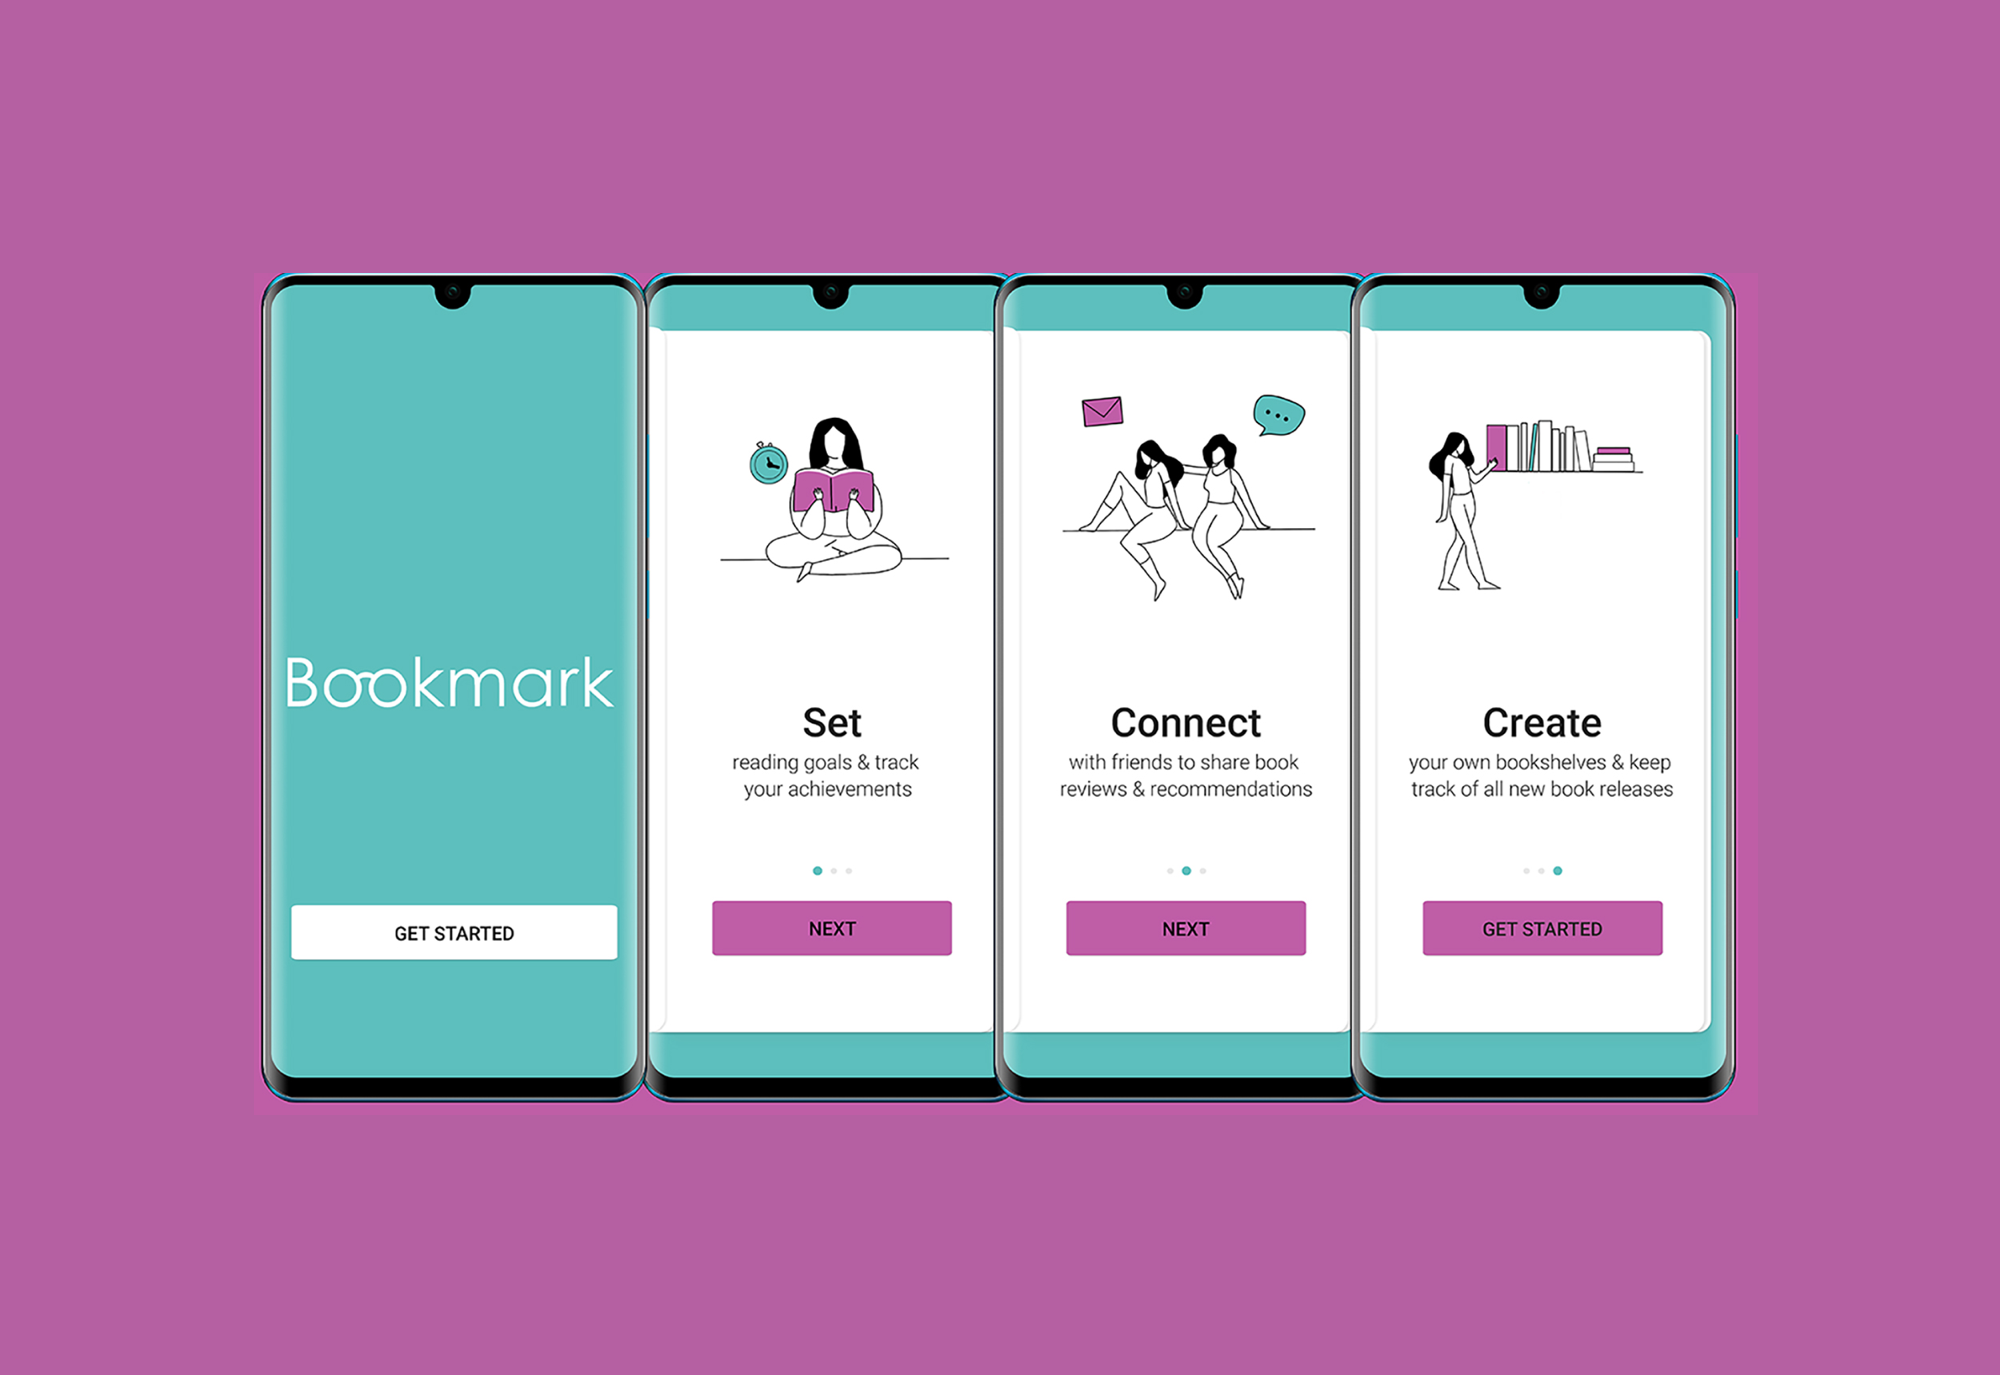 Bookmark
GET STARTED
Set
reading goals & track
your achievements
NEXT
Connect
with friends to share book
reviews & recommendations
NEXT
Create
your own bookshelves & keep
track of all new book releases
GET STARTED